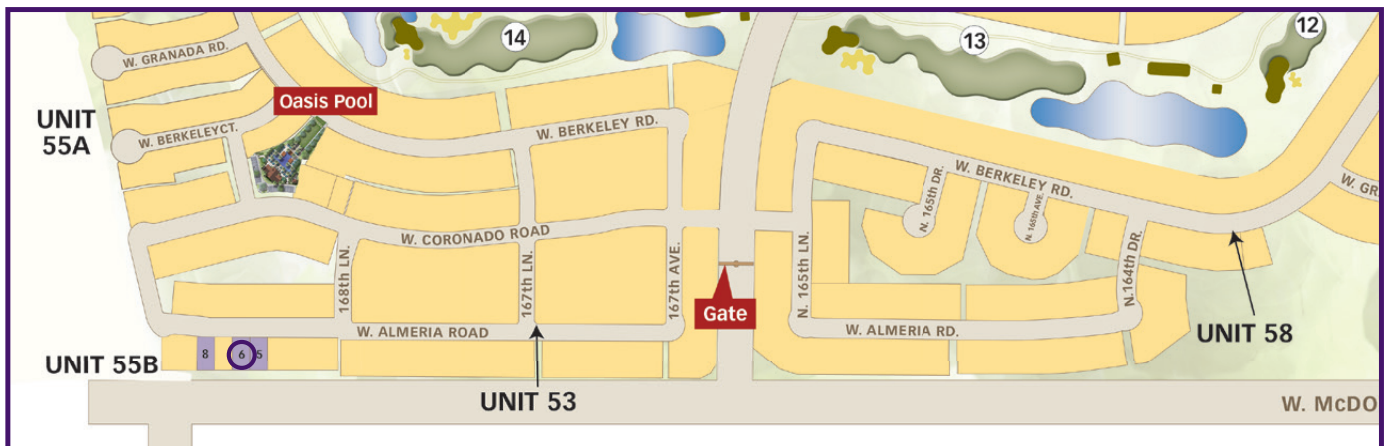 14
13
12
W. GRANADA RD.
Oasis Pool
UNIT
55A
W. BERKELEYCT.
W. BERKELEY RD.
W. BERKELEY RD.
N. 165th DR.
N. 165th AVE.
W. GR
W. CORONADO ROAD
168th LN.
167th LN.
167th AVE.
N. 165th LN.
N. 164th DR.
Gate
W. ALMERIA ROAD
W. ALMERIA RD.
UNIT 58
UNIT 55B
8
6
5
UNIT 53
W. McDO